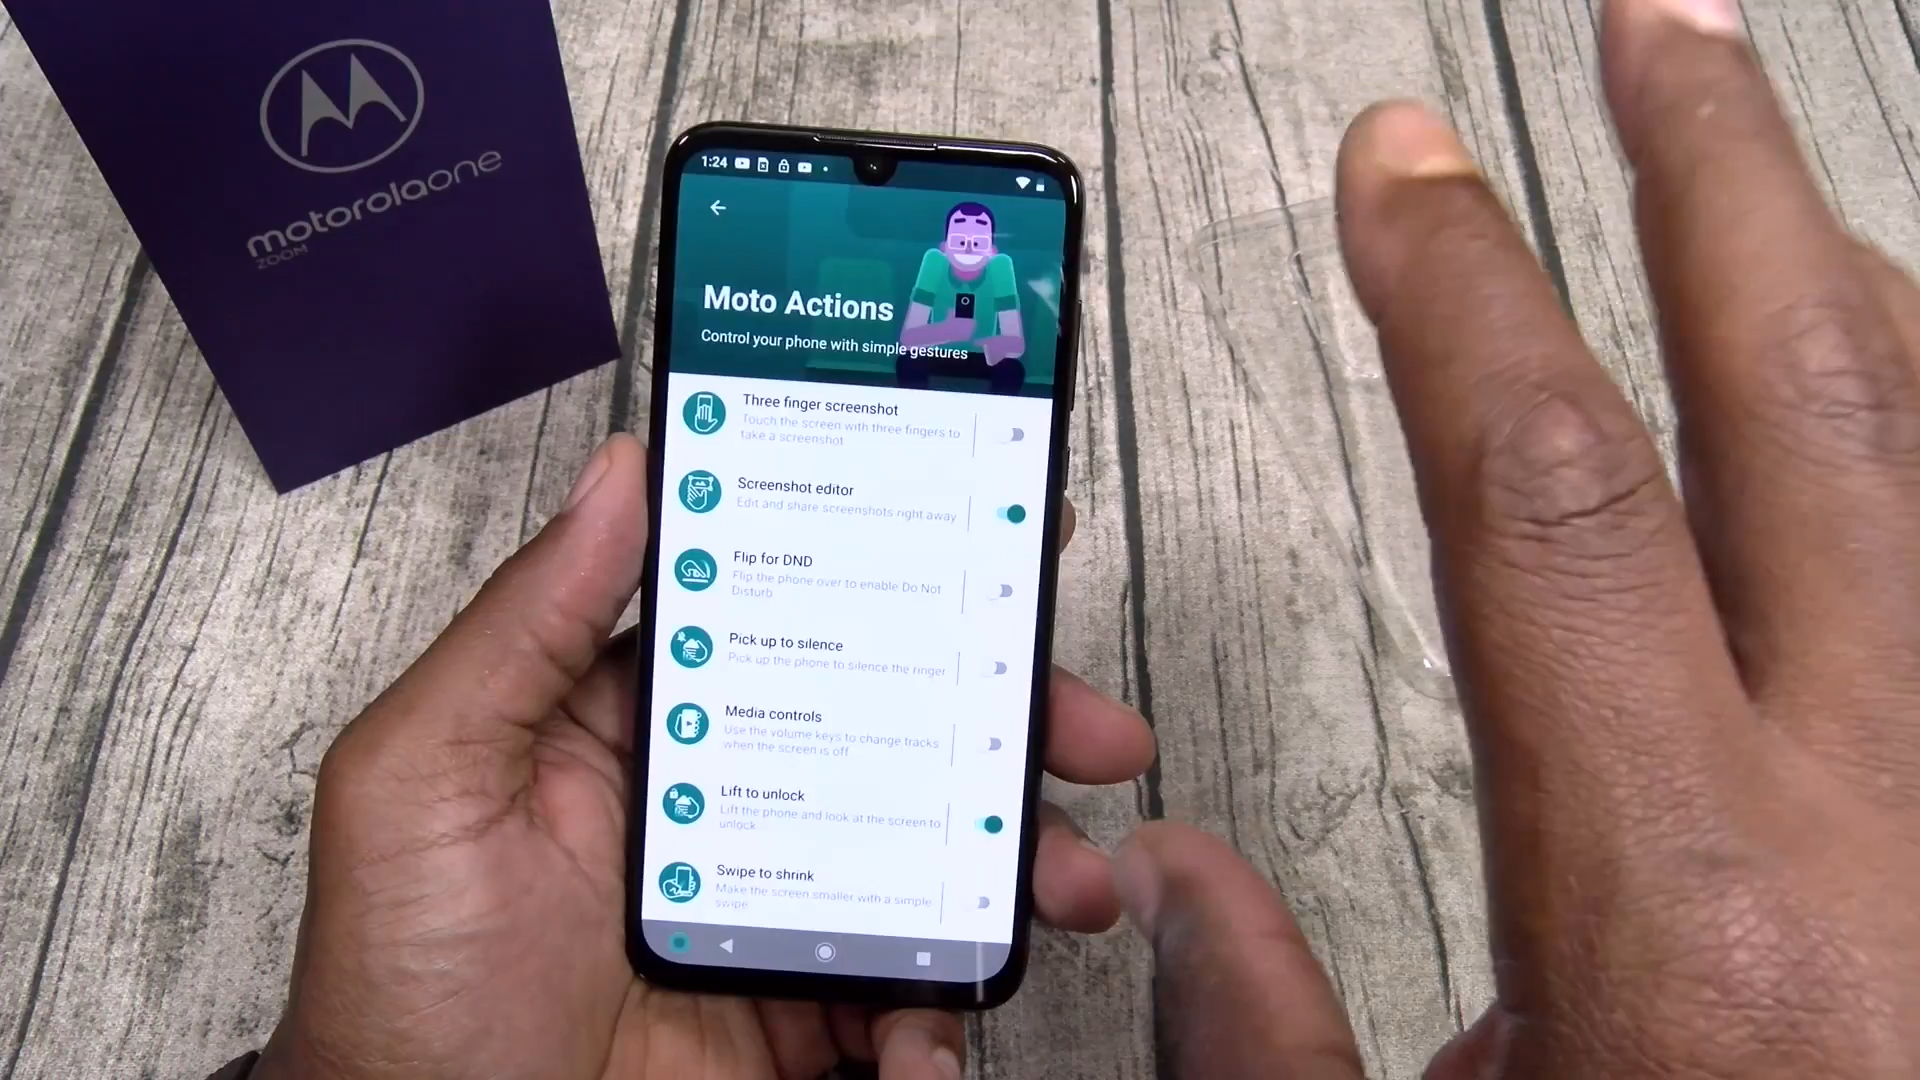 motorolaone
ZOOM
1:24
Moto Actions
Control your phone with simple gestures
Three finger screenshot
Touch the screen with three fingers to
take a screenshot
Screenshot editor
Edit and share screenshots right away
Flip for DND
Flip the phone over to enable Do Not
Disturb
Pick up to silence
Pick up the phone to silence the ringer
Media controls
Use the volume keys to change tracks
when the screen is off
Lift to unlock
Lift the phone and look at the screen to
unlock
Swipe to shrink
Make the screen smaller with a simple
swipe